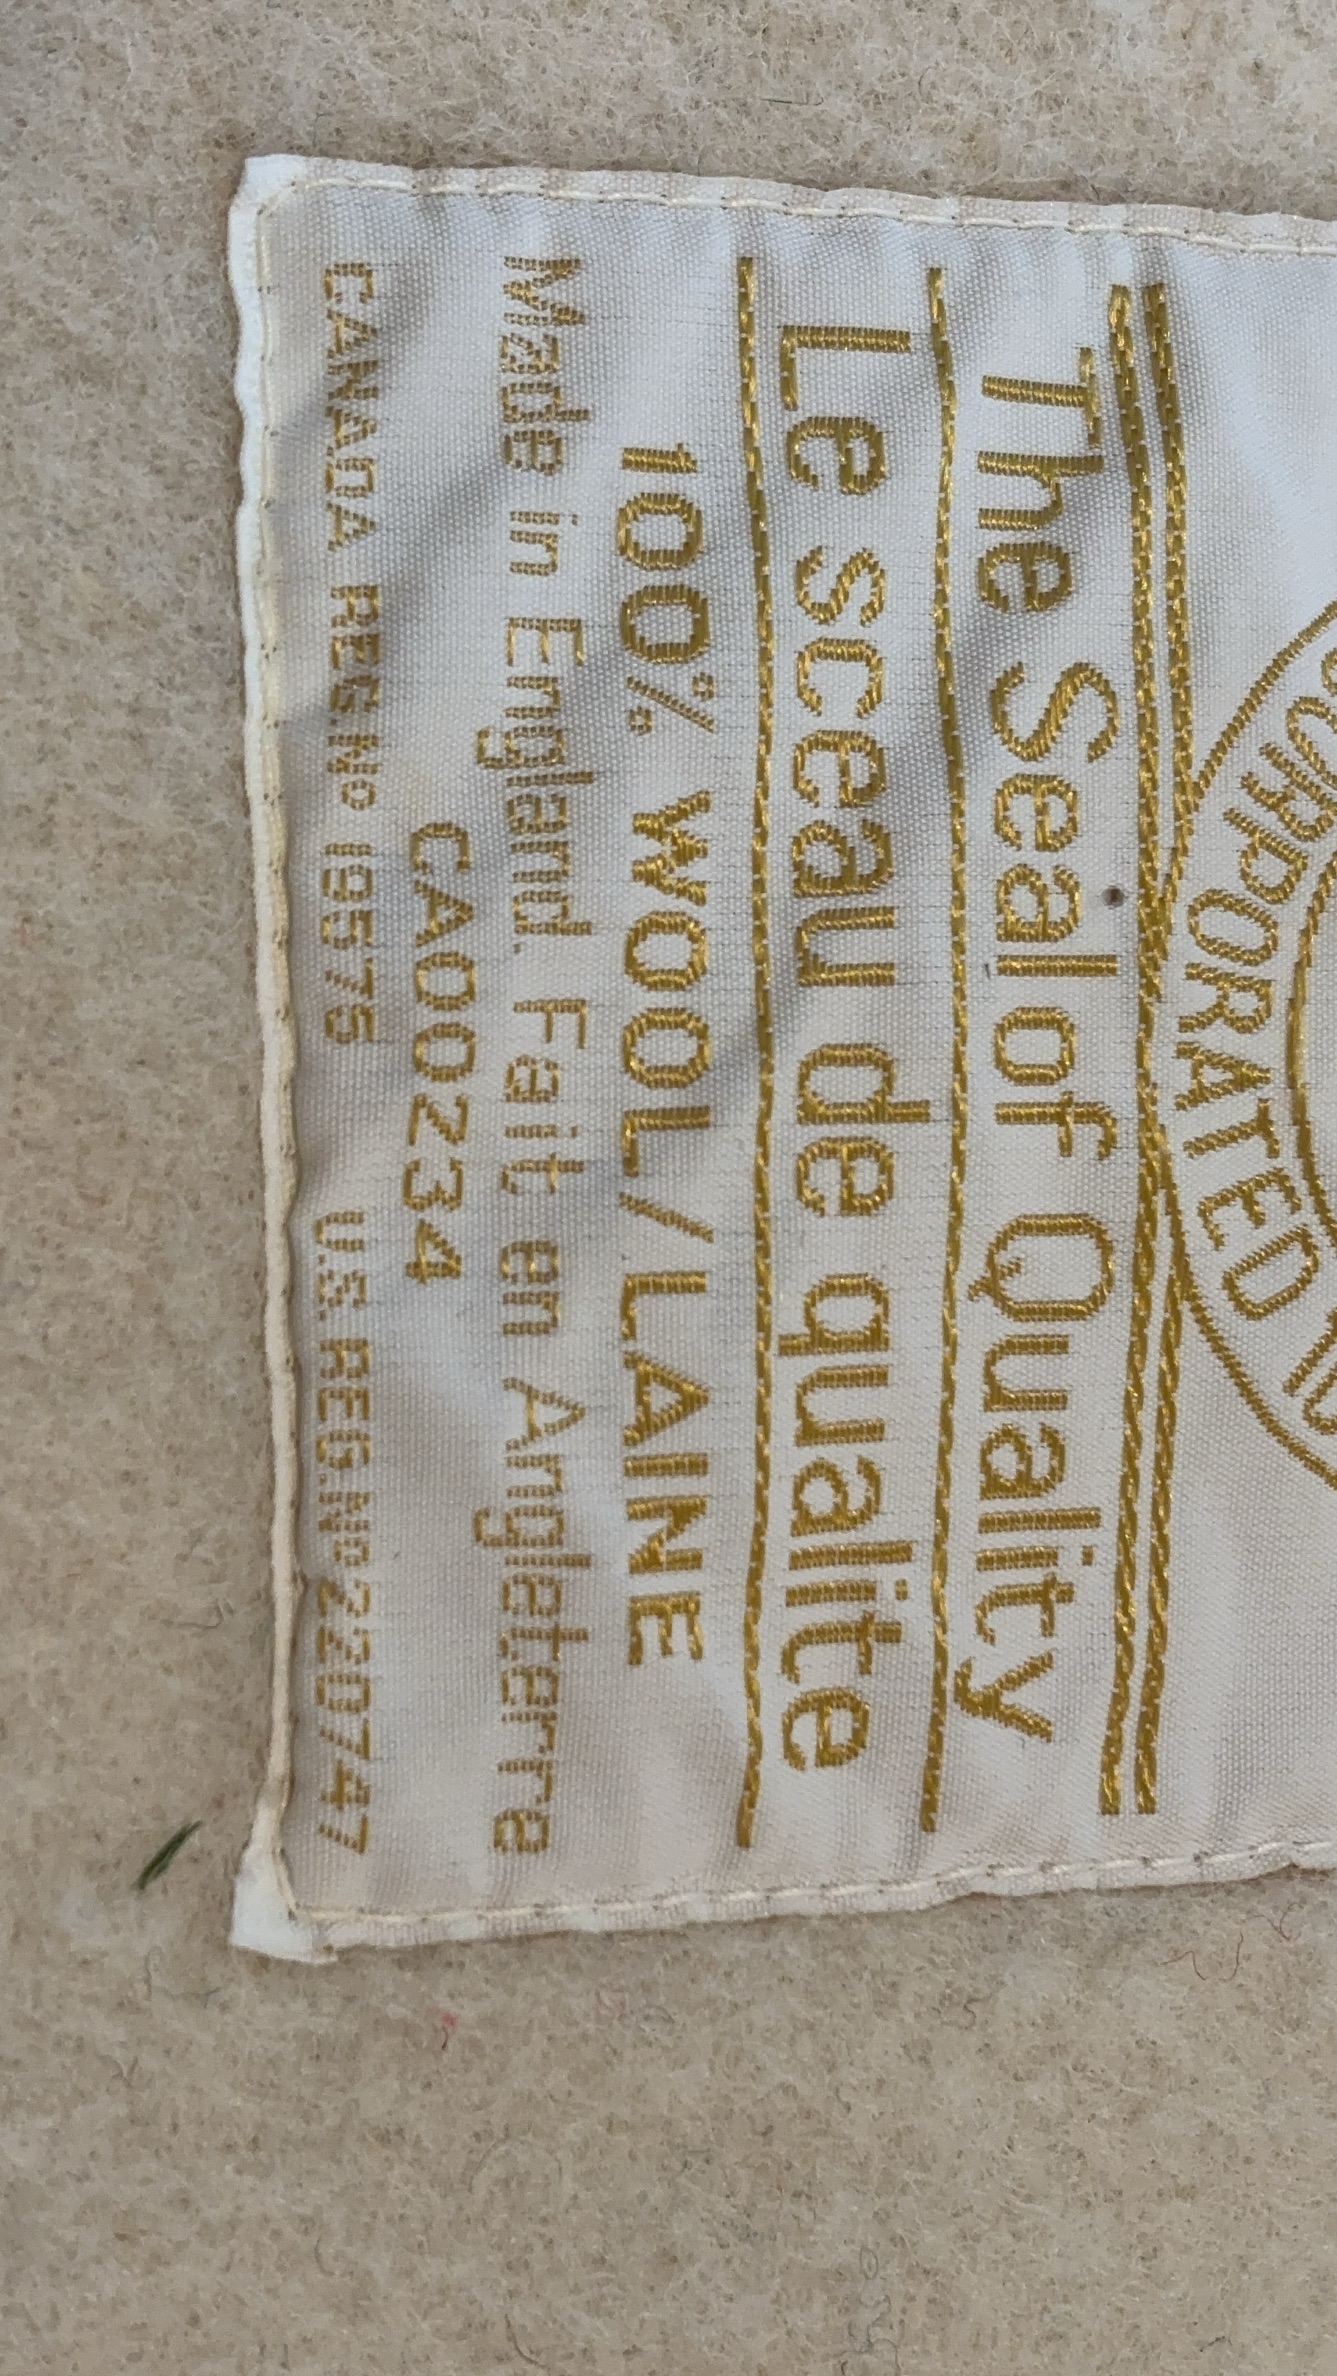 INCORPORATED
The Seal of Quality
Le sceau de qualite
100% WOOL / LAINE
Made in England. Fait en Angleterre
CA00234
CANADA REG. No 19575 U.S. REG. No 220747